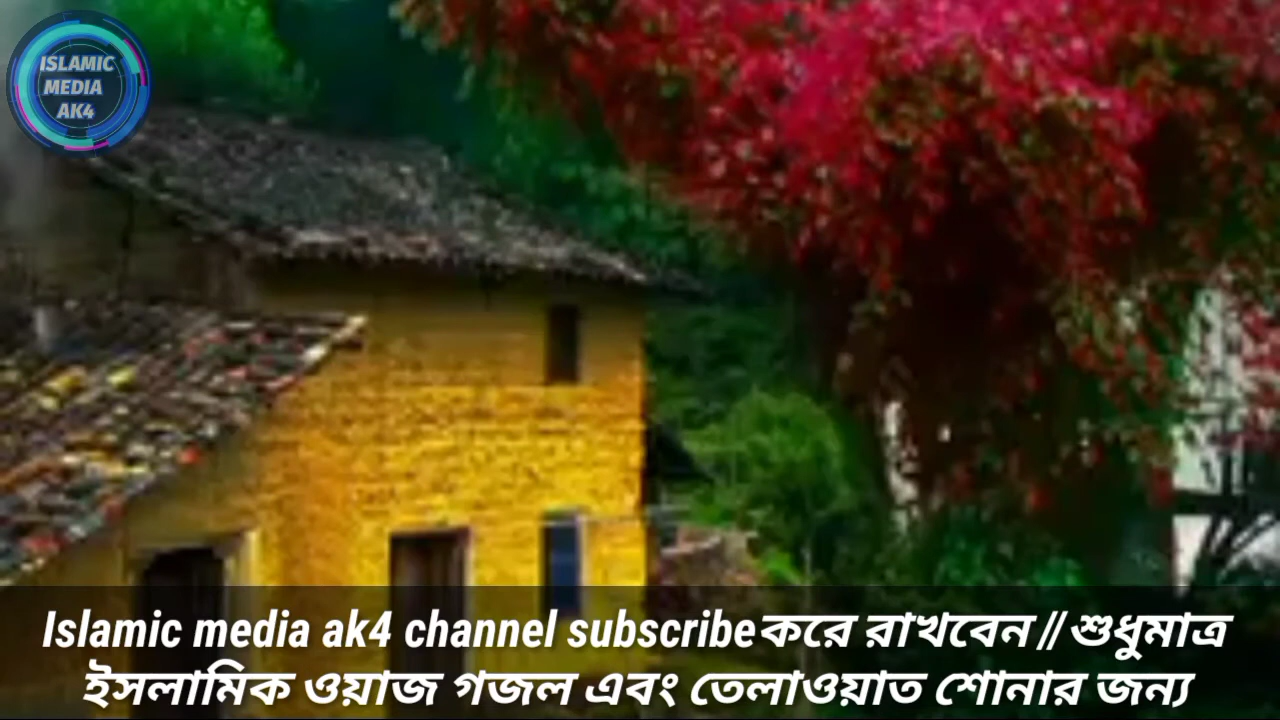 ISLAMIC
MEDIA
AK4
Islamic media ak4 channel subscribeকরে রাখবেন//শুধুমাত্র
ইসলামিক ওয়াজ গজল এবং তেলাওয়াত শোনার জন্য